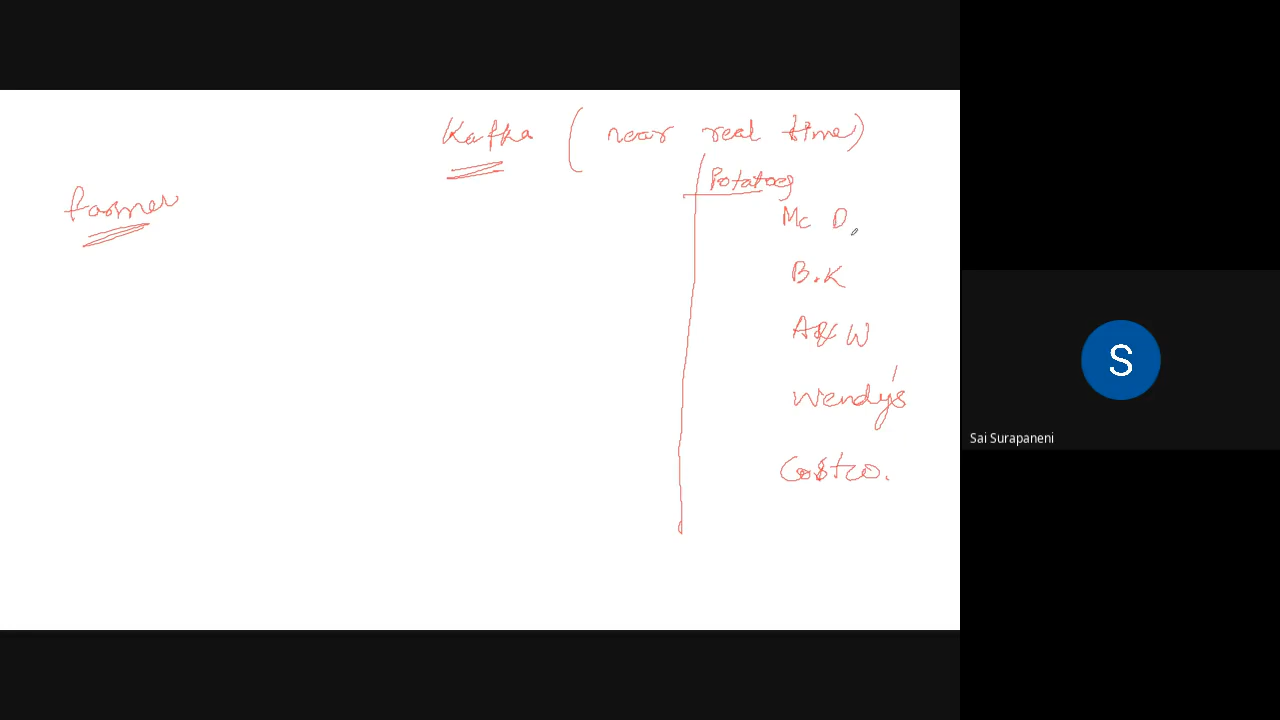 Kafka ( near real time)
Potatoes
farmer
Mc D.
B.K
A&W
Wendy's
Costco.
S
Sai Surapaneni